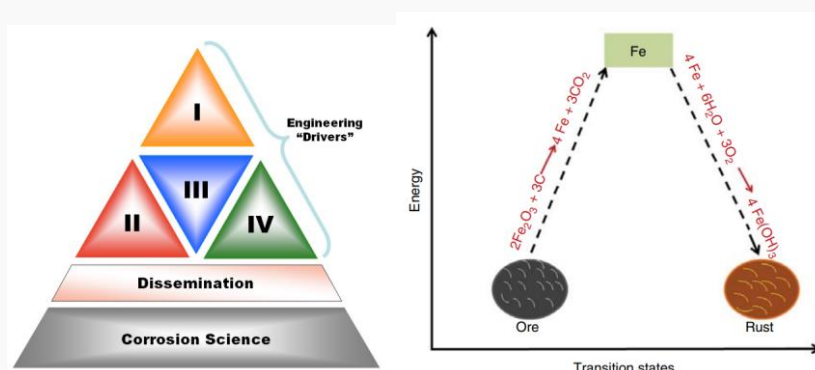 I
Engineering
"Drivers"
II
III
IV
Dissemination
Corrosion Science
Energy
Fe
2Fe₂O₃ + 3C → 4 Fe + 3CO₂
4 Fe + 6H₂O + 3O₂ → 4 Fe(OH)₃
Ore
Rust
Transition states